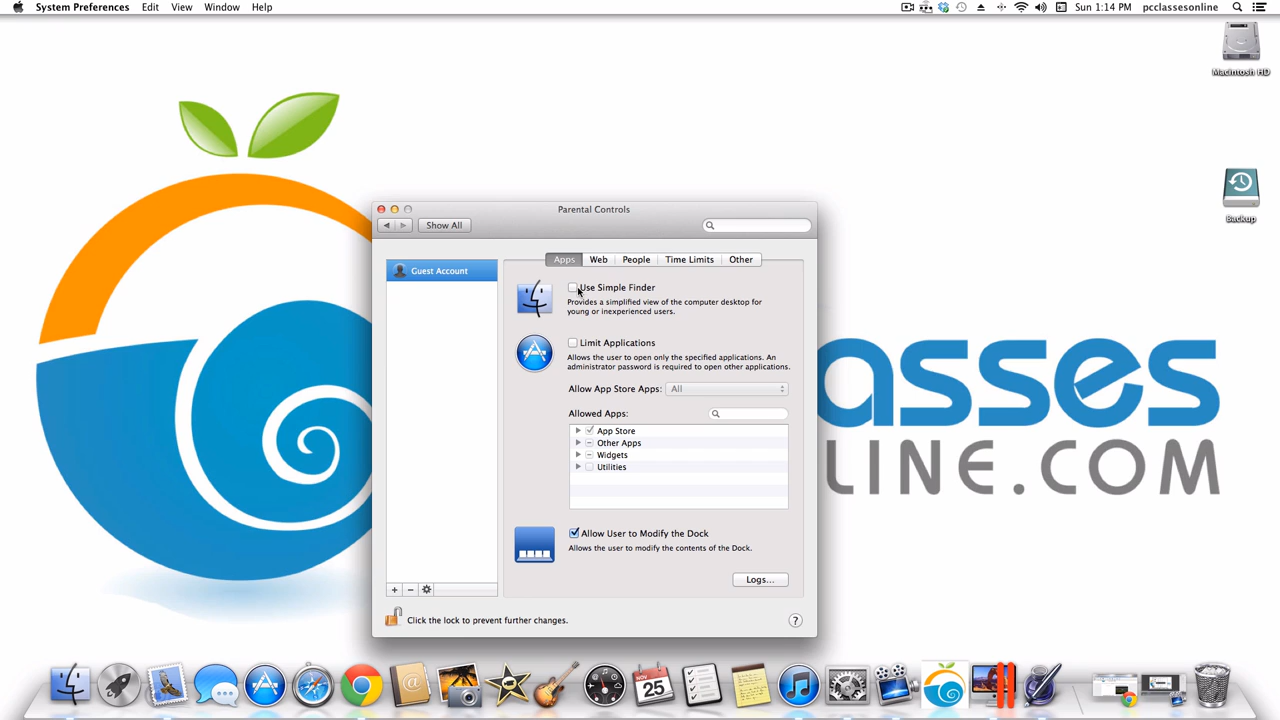 System Preferences Edit View Window Help Sun 1:14 PM pcclassesonline
Macintosh HD
Backup
asses
LINE.COM
Parental Controls
Show All
Guest Account
Apps Web People Time Limits Other
Use Simple Finder
Provides a simplified view of the computer desktop for
young or inexperienced users.
Limit Applications
Allows the user to open only the specified applications. An
administrator password is required to open other applications.
Allow App Store Apps: All
Allowed Apps:
App Store
Other Apps
Widgets
Utilities
Allow User to Modify the Dock
Allows the user to modify the contents of the Dock.
Logs...
Click the lock to prevent further changes.
?
NOV
25